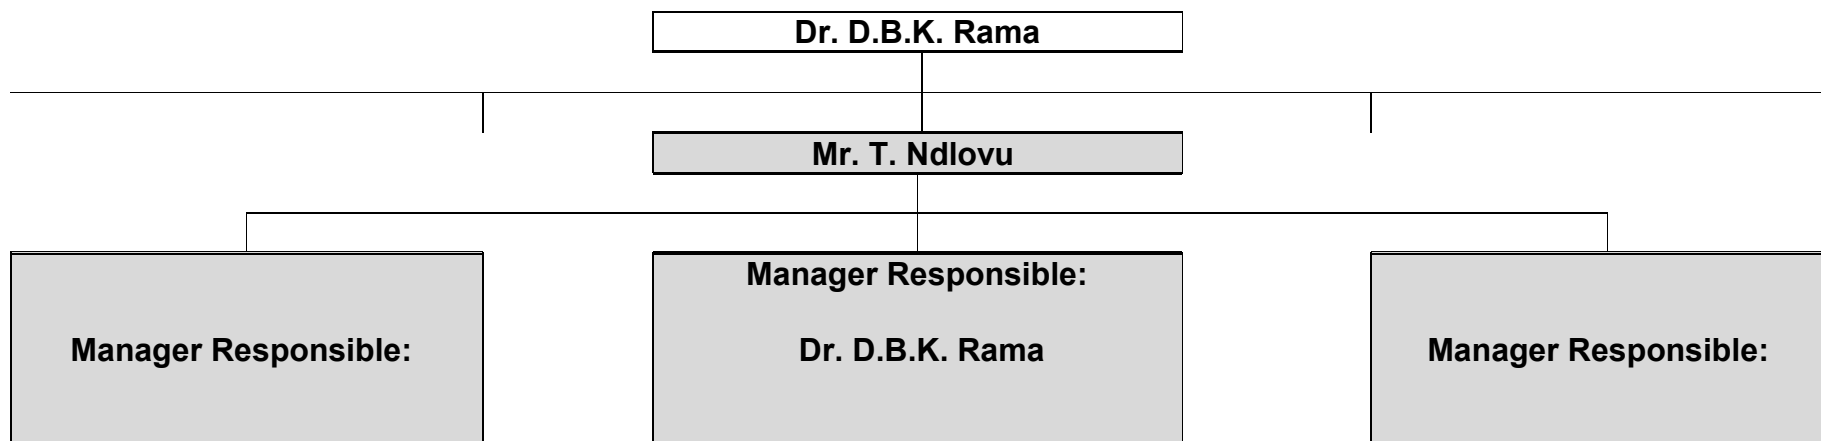 Dr. D.B.K. Rama
Mr. T. Ndlovu
Manager Responsible:
Manager Responsible:
Dr. D.B.K. Rama
Manager Responsible: